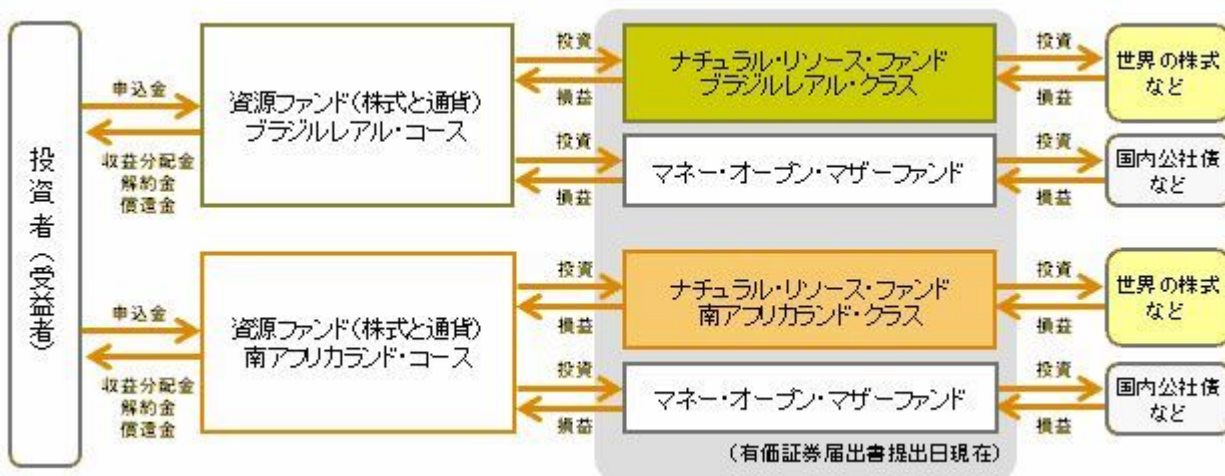 投資者(受益者)
申込金
収益分配金
解約金
償還金
資源ファンド(株式と通貨)
ブラジルレアル・コース
投資
損益
投資
損益
ナチュラル・リソース・ファンド
ブラジルレアル・クラス
マネー・オープン・マザーファンド
投資
損益
投資
損益
世界の株式
など
国内公社債
など
申込金
収益分配金
解約金
償還金
資源ファンド(株式と通貨)
南アフリカランド・コース
投資
損益
投資
損益
ナチュラル・リソース・ファンド
南アフリカランド・クラス
マネー・オープン・マザーファンド
投資
損益
投資
損益
世界の株式
など
国内公社債
など
(有価証券届出書提出日現在)